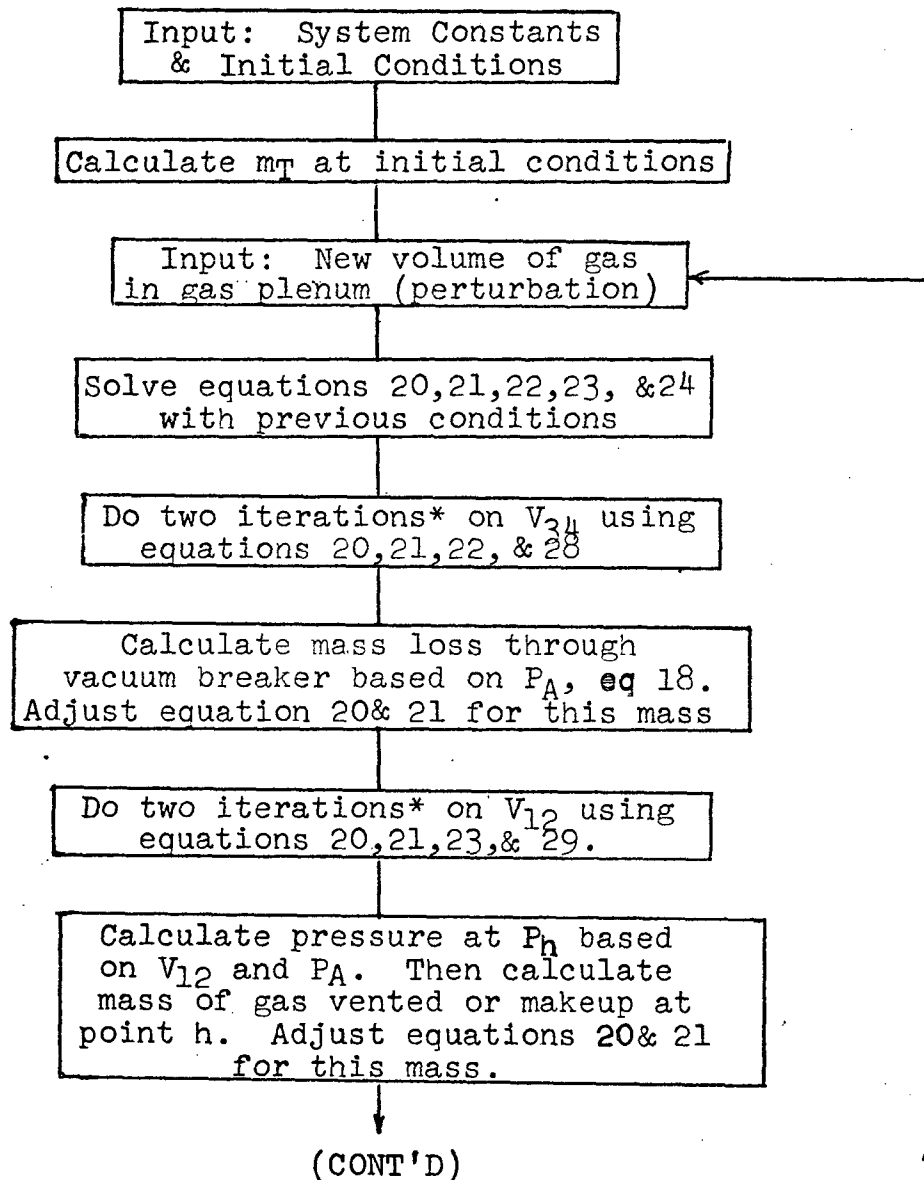 Input: System Constants
& Initial Conditions
Calculate mT at initial conditions
Input: New volume of gas
in gas plenum (perturbation)
Solve equations 20,21,22,23, &24
with previous conditions
Do two iterations* on V34 using
equations 20,21,22, & 28
Calculate mass loss through
vacuum breaker based on PA, eq 18.
Adjust equation 20& 21 for this mass
Do two iterations* on V12 using
equations 20,21,23,& 29.
Calculate pressure at Ph based
on V12 and PA. Then calculate
mass of gas vented or makeup at
point h. Adjust equations 20& 21
for this mass.
(CONT'D)